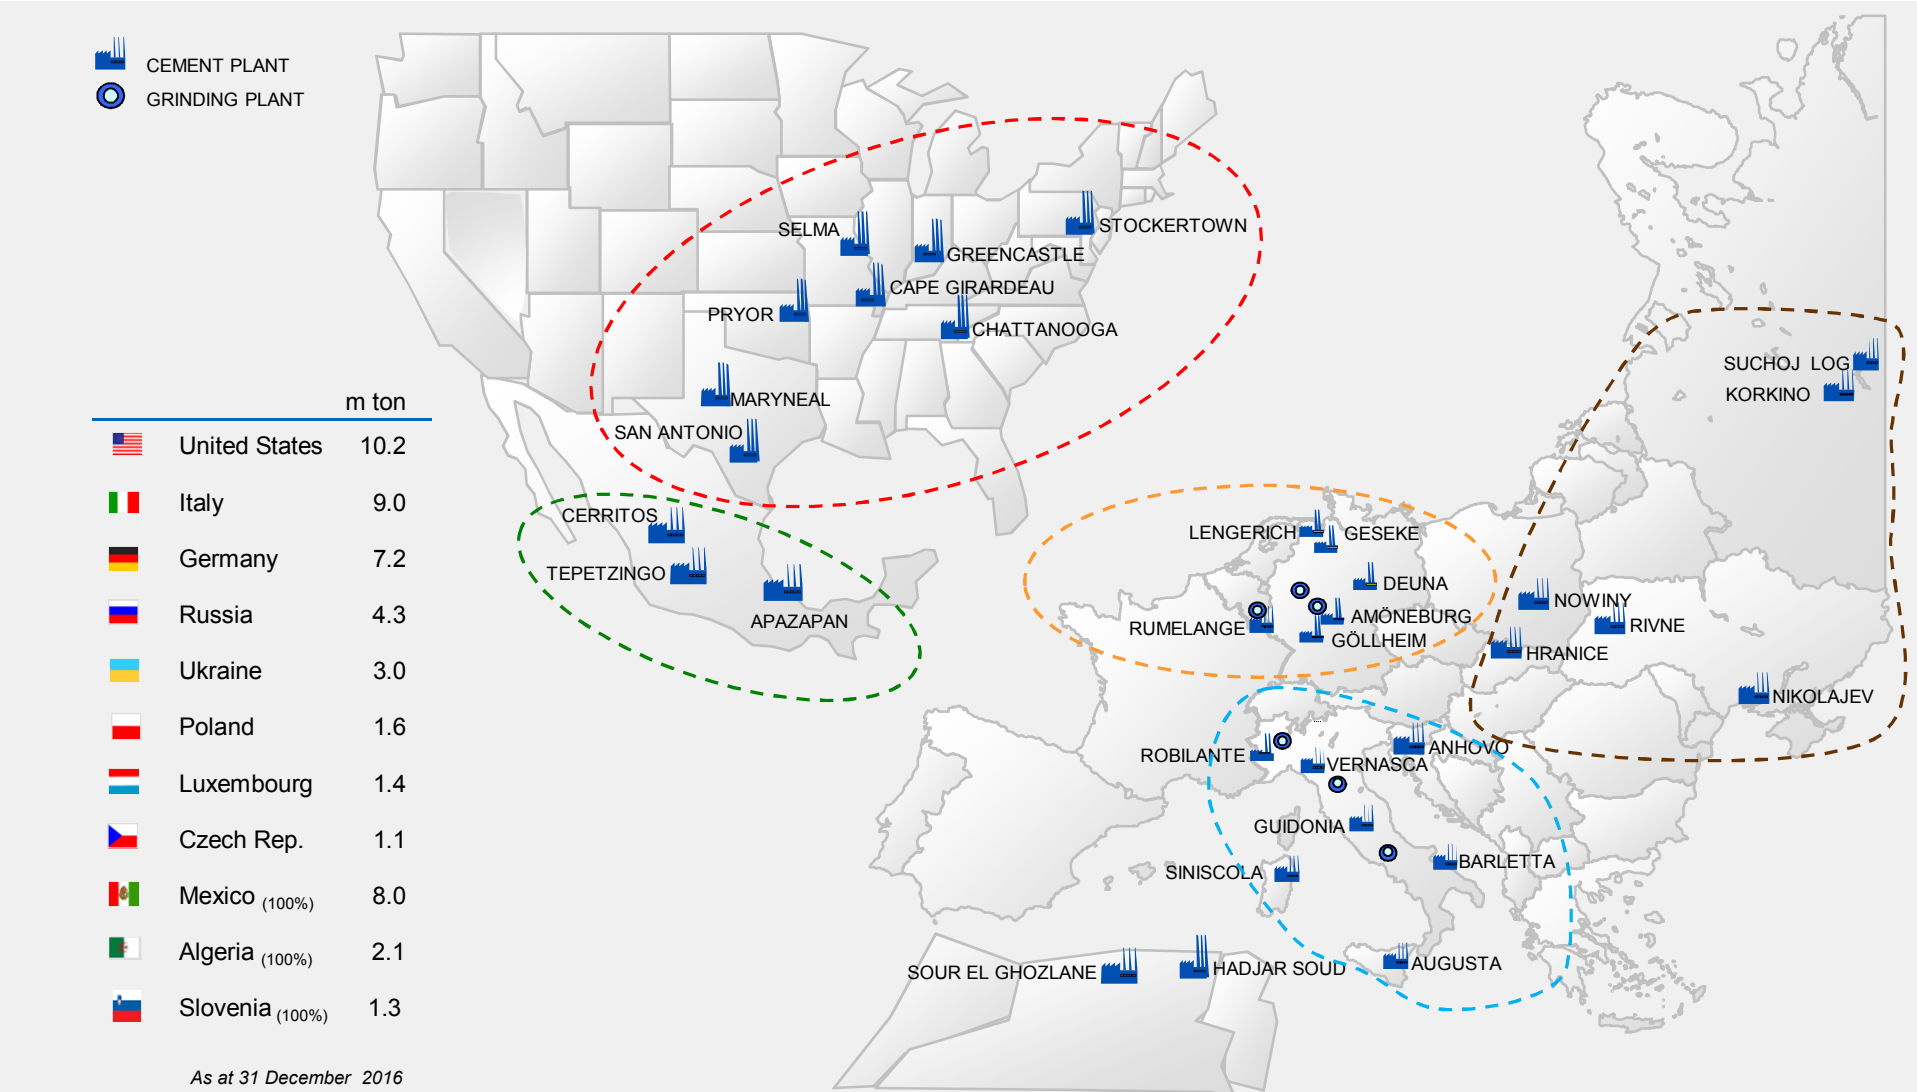 CEMENT PLANT
GRINDING PLANT
m ton
United States 10.2
Italy 9.0
Germany 7.2
Russia 4.3
Ukraine 3.0
Poland 1.6
Luxembourg 1.4
Czech Rep. 1.1
Mexico (100%) 8.0
Algeria (100%) 2.1
Slovenia (100%) 1.3
As at 31 December 2016
SELMA
STOCKERTOWN
GREENCASTLE
CAPE GIRARDEAU
PRYOR
CHATTANOOGA
MARYNEAL
SAN ANTONIO
CERRITOS
TEPETZINGO
APAZAPAN
SUCHOJ LOG
KORKINO
LENGERICH
GESEKE
DEUNA
AMÖNEBURG
RUMELANGE
GÖLLHEIM
NOWINY
RIVNE
HRANICE
NIKOLAJEV
ROBILANTE
ANHOVO
VERNASCA
GUIDONIA
SINISCOLA
BARLETTA
AUGUSTA
SOUR EL GHOZLANE
HADJAR SOUD